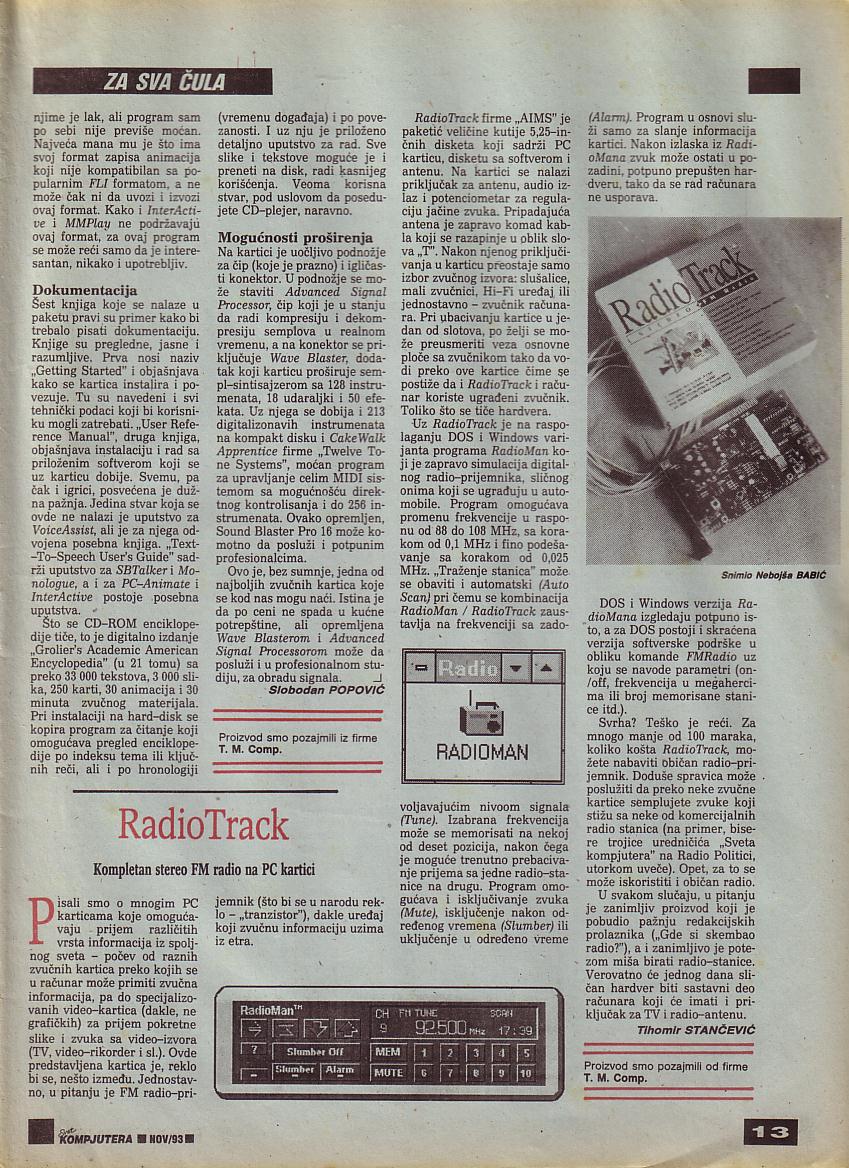 ZA SVA ČULA
njime je lak, ali program sam
po sebi nije previše moćan.
Najveća mana mu je što ima
svoj format zapisa animacija
koji nije kompatibilan sa po-
pularnim FLI formatom, a ne
može čak ni da uvozi i izvozi
ovaj format. Kako i InterActi-
ve i MMPlay ne podržavaju
ovaj format, za ovaj program
se može reći samo da je intere-
santan, nikako i upotrebljiv.
Dokumentacija
Šest knjiga koje se nalaze u
paketu pravi su primer kako bi
trebalo pisati dokumentaciju.
Knjige su pregledne, jasne i
razumljive. Prva nosi naziv
„Getting Started” i objašnjava
kako se kartica instalira i po-
vezuje. Tu su navedeni i svi
tehnički podaci koji bi korisni-
ku mogli zatrebati. „User Refe-
rence Manual”, druga knjiga,
objašnjava instalaciju i rad sa
priloženim softverom koji se
uz karticu dobije. Svemu, pa
čak i igrici, posvećena je duž-
na pažnja. Jedina stvar koja se
ovde ne nalazi je uputstvo za
VoiceAssist, ali je za njega od-
vojena posebna knjiga. „Text-
–To–Speech User's Guide” sad-
rži uputstvo za SBTalker i Mo-
nologue, a i za PC–Animate i
InterActive postoje posebna
uputstva.
Što se CD–ROM enciklope-
dije tiče, to je digitalno izdanje
„Grolier's Academic American
Encyclopedia” (u 21 tomu) sa
preko 33 000 tekstova, 3 000 sli-
ka, 250 karti, 30 animacija i 30
minuta zvučnog materijala.
Pri instalaciji na hard–disk se
kopira program za čitanje koji
omogućava pregled enciklope-
dije po indeksu tema ili ključ-
nih reči, ali i po hronologiji
(vremenu događaja) i po pove-
zanosti. I uz nju je priloženo
detaljno uputstvo za rad. Sve
slike i tekstove moguće je i
preneti na disk, radi kasnijeg
korišćenja. Veoma korisna
stvar, pod uslovom da posedu-
jete CD–plejer, naravno.
Mogućnosti proširenja
Na kartici je uočljivo podnožje
za čip (koje je prazno) i igličas-
ti konektor. U podnožje se mo-
že staviti Advanced Signal
Processor, čip koji je u stanju
da radi kompresiju i dekom-
presiju semplova u realnom
vremenu, a na konektor se pri-
ključuje Wave Blaster, doda-
tak koji karticu proširuje sem-
pl–sintisajzerom sa 128 instru-
menata, 18 udaraljki i 50 efe-
kata. Uz njega se dobija i 213
digitalizovanih instrumenata
na kompakt disku i CakeWalk
Apprentice firme „Twelve To-
ne Systems”, moćan program
za upravljanje celim MIDI sis-
temom sa mogućnošću direkt-
nog kontrolisanja i do 256 in-
strumenata. Ovako opremljen,
Sound Blaster Pro 16 može ko-
motno da posluži i potpunim
profesionalcima.
Ovo je, bez sumnje, jedna od
najboljih zvučnih kartica koje
se kod nas mogu naći. Istina je
da po ceni ne spada u kućne
potrepštine, ali opremljena
Wave Blasterom i Advanced
Signal Processorom može da
posluži i u profesionalnom stu-
diju, za obradu signala.
Slobodan POPOVIĆ
Proizvod smo pozajmili iz firme
T. M. Comp.
RadioTrack
Kompletan stereo FM radio na PC kartici
Pisali smo o mnogim PC
karticama koje omoguća-
vaju prijem različitih
vrsta informacija iz spolj-
nog sveta – počev od raznih
zvučnih kartica preko kojih se
u računar može primiti zvučna
informacija, pa do specijalizo-
vanih video–kartica (dakle, ne
grafičkih) za prijem pokretne
slike i zvuka sa video–izvora
(TV, video–rikorder i sl.). Ovde
predstavljena kartica je, reklo
bi se, nešto između. Jednostav-
no, u pitanju je FM radio–pri-
jemnik (što bi se u narodu rek-
lo – „tranzistor”), dakle uređaj
koji zvučnu informaciju uzima
iz etra.
RadioTrack firme „AIMS” je
paketić veličine kutije 5,25–in-
čnih disketa koji sadrži PC
karticu, disketu sa softverom i
antenu. Na kartici se nalazi
priključak za antenu, audio iz-
laz i potenciometar za regula-
ciju jačine zvuka. Pripadajuća
antena je zapravo komad kab-
la koji se razapinje u oblik slo-
va „T”. Nakon njenog priključi-
vanja u karticu preostaje samo
izbor zvučnog izvora: slušalice,
mali zvučnici, Hi–Fi uređaj ili
jednostavno – zvučnik računa-
ra. Pri ubacivanju kartice u je-
dan od slotova, po želji se mo-
že preusmeriti veza osnovne
ploče sa zvučnikom tako da vo-
di preko ove kartice čime se
postiže da i RadioTrack i raču-
nar koriste ugrađeni zvučnik.
Toliko što se tiče hardvera.
Uz RadioTrack je na raspo-
laganju DOS i Windows vari-
janta programa RadioMan ko-
ji je zapravo simulacija digital-
nog radio–prijemnika, sličnog
onima koji se ugrađuju u auto-
mobile. Program omogućava
promenu frekvencije u raspo-
nu od 88 do 108 MHz, sa kora-
kom od 0,1 MHz i fino podeša-
vanje sa korakom od 0,025
MHz. „Traženje stanica” može
se obaviti i automatski (Auto
Scan) pri čemu se kombinacija
RadioMan / RadioTrack zaus-
tavlja na frekvenciji sa zado-
Radio
RADIOMAN
voljavajućim nivoom signala
(Tune). Izabrana frekvencija
može se memorisati na nekoj
od deset pozicija, nakon čega
je moguće trenutno prebaciva-
nje prijema sa jedne radio–sta-
nice na drugu. Program omo-
gućava i isključivanje zvuka
(Mute), isključenje nakon od-
ređenog vremena (Slumber) ili
uključenje u određeno vreme
RadioMan™
?
–
Slumber Off
Slumber Alarm
CH FM TUNE SCAN
9 92.500 MHz 17:39
MEM 1 2 3 4 5
MUTE 6 7 8 9 10
(Alarm). Program u osnovi slu-
ži samo za slanje informacija
kartici. Nakon izlaska iz Radi-
oMana zvuk može ostati u po-
zadini, potpuno prepušten har-
dveru, tako da se rad računara
ne usporava.
Radio Track
Snimio Nebojša BABIĆ
DOS i Windows verzija Ra-
dioMana izgledaju potpuno is-
to, a za DOS postoji i skraćena
verzija softverske podrške u
obliku komande FMRadio uz
koju se navode parametri (on-
/off, frekvencija u megaherci-
ma ili broj memorisane stani-
ce itd.).
Svrha? Teško je reći. Za
mnogo manje od 100 maraka,
koliko košta RadioTrack, mo-
žete nabaviti običan radio–pri-
jemnik. Doduše spravica može
poslužiti da preko neke zvučne
kartice semplujete zvuke koji
stižu sa neke od komercijalnih
radio stanica (na primer, bise-
re trojice uredničića „Sveta
kompjutera” na Radio Politici,
utorkom uveče). Opet, za to se
može iskoristiti i običan radio.
U svakom slučaju, u pitanju
je zanimljiv proizvod koji je
pobudio pažnju redakcijskih
prolaznika („Gde si skembao
radio?”), a i zanimljivo je pote-
zom miša birati radio–stanice.
Verovatno će jednog dana sli-
čan hardver biti sastavni deo
računara koji će imati i pri-
ključak za TV i radio–antenu.
Tihomir STANČEVIĆ
Proizvod smo pozajmili od firme
T. M. Comp.
Svet KOMPJUTERA NOV/93
13